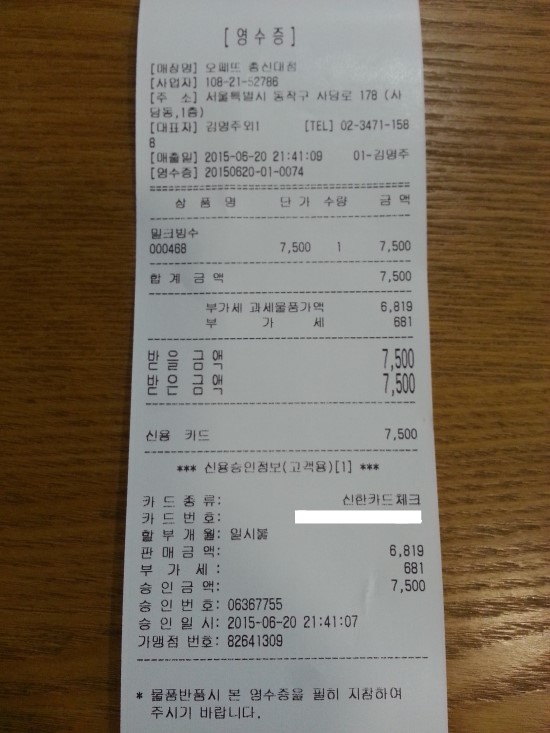 [영수증]
[매장명] 오페뜨 총신대점
[사업자] 108-21-52786
[주 소] 서울특별시 동작구 사당로 178 (사
당동,1층)
[대표자] 김명주외1 [TEL] 02-3471-158
8
[매출일] 2015-06-20 21:41:09 01-김명주
[영수증] 20150620-01-0074
상 품 명 단 가 수량 금 액
밀크빙수
000468 7,500 1 7,500
합 계 금 액 7,500
부가세 과세물품가액 6,819
부 가 세 681
받 을 금 액 7,500
받 은 금 액 7,500
신용 카드 7,500
*** 신용승인정보(고객용)[1] ***
카 드 종 류: 신한카드체크
카 드 번 호:
할 부 개 월: 일시불
판 매 금 액: 6,819
부 가 세 : 681
승 인 금 액: 7,500
승 인 번 호: 06367755
승 인 일 시: 2015-06-20 21:41:07
가맹점 번호: 82641309
* 물품반품시 본 영수증을 필히 지참하여
주시기 바랍니다.